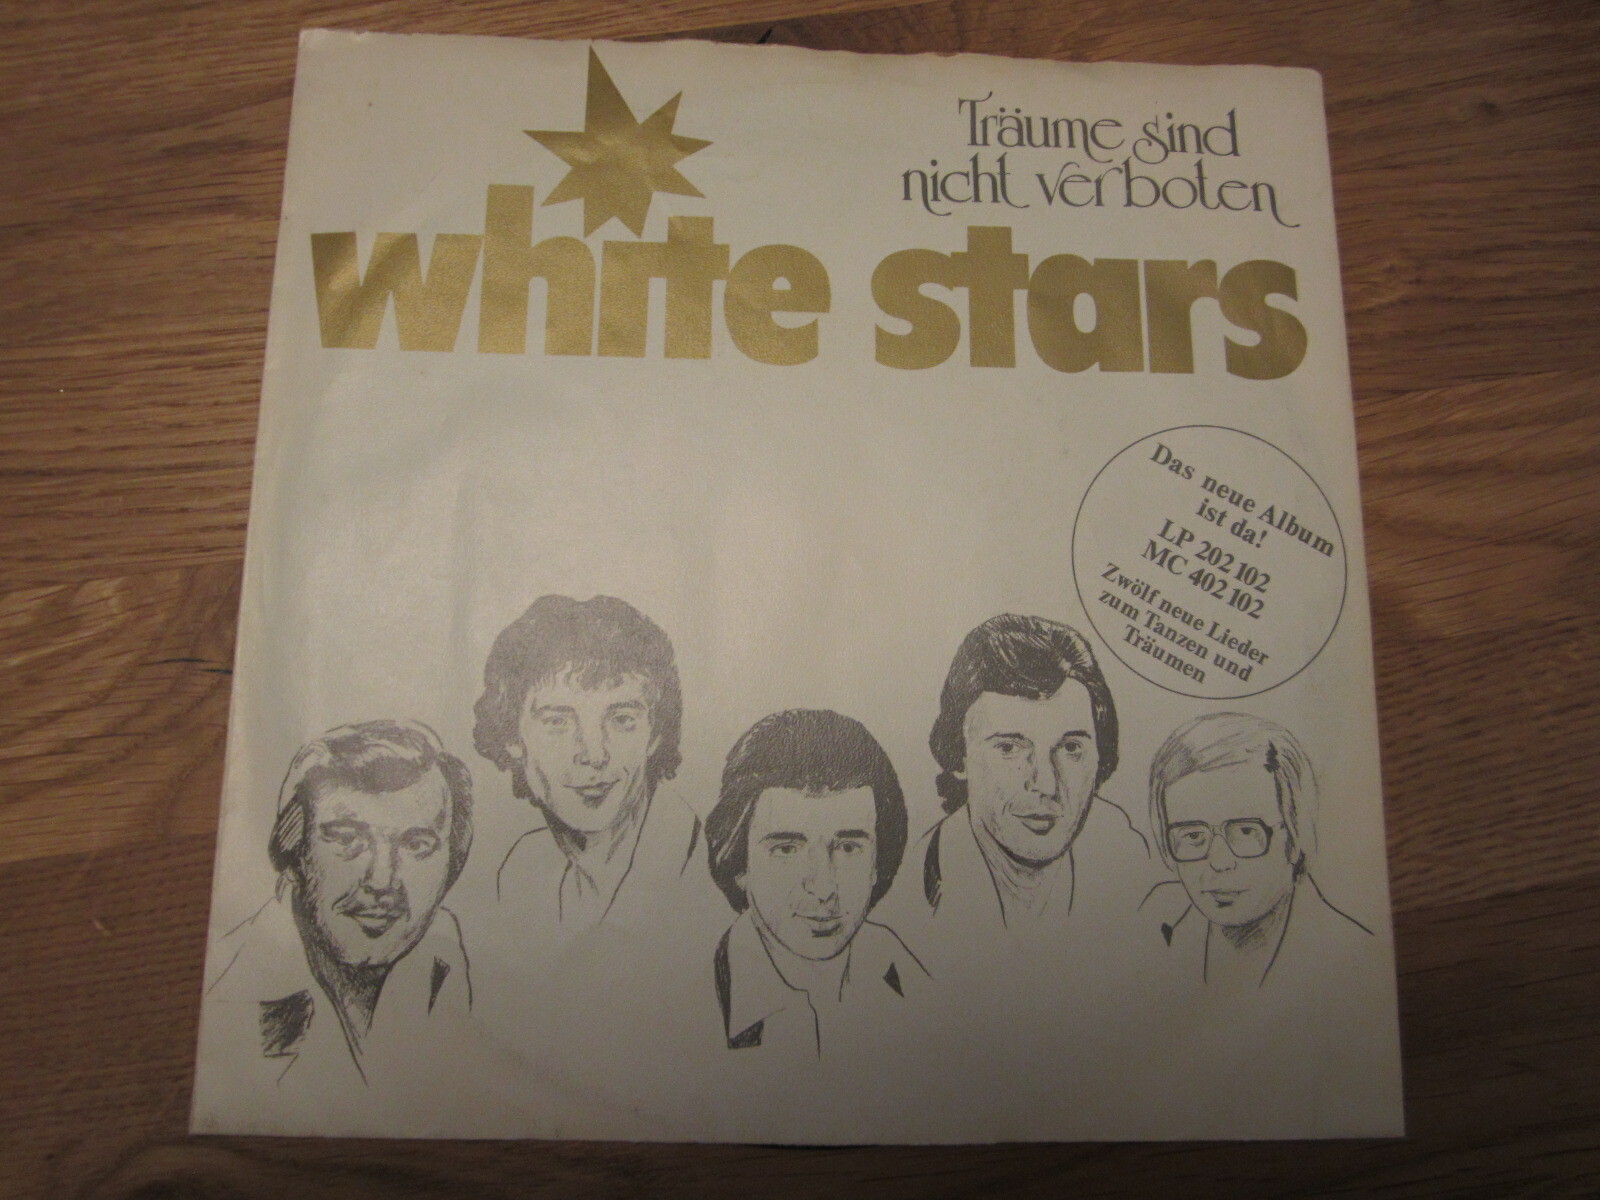 Träume sind
nicht verboten
white stars
Das neue Album
ist da!
LP 202 102
MC 402 102
Zwölf neue Lieder
zum Tanzen und
Träumen